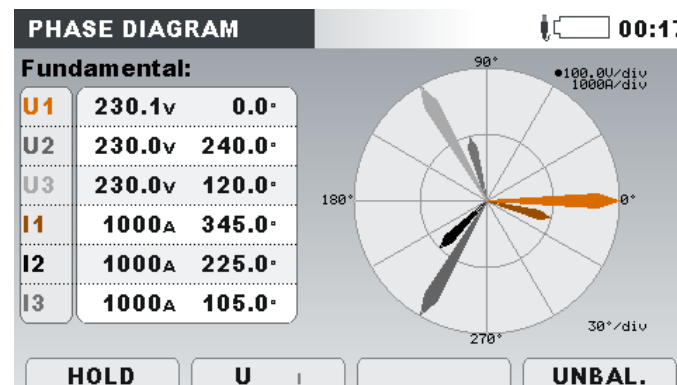 PHASE DIAGRAM 00:17
Fundamental:
U1 230.1V 0.0°
U2 230.0V 240.0°
U3 230.0V 120.0°
I1 1000A 345.0°
I2 1000A 225.0°
I3 1000A 105.0°
90°
100.0V/div
1000A/div
180°
0°
270°
30°/div
HOLD U I UNBAL.